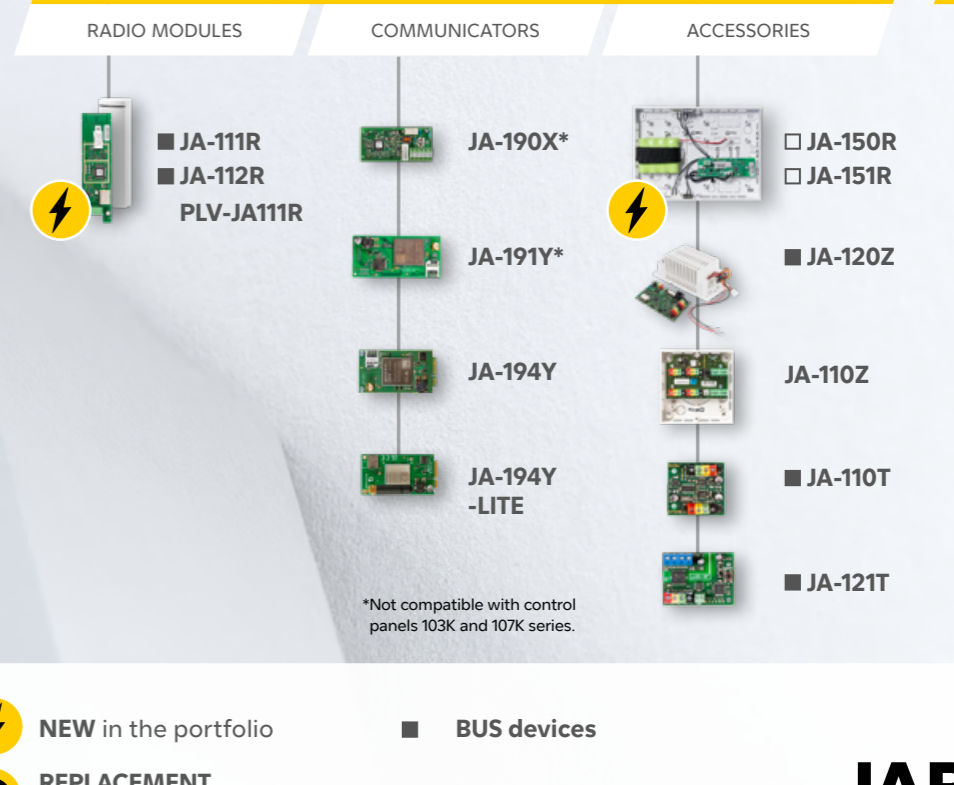 RADIO MODULES
COMMUNICATORS
ACCESSORIES
JA-111R
JA-112R
PLV-JA111R
JA-190X*
JA-191Y*
JA-194Y
JA-194Y
-LITE
*Not compatible with control
panels 103K and 107K series.
JA-150R
JA-151R
JA-120Z
JA-110Z
JA-110T
JA-121T
NEW in the portfolio
BUS devices
REPLACEMENT